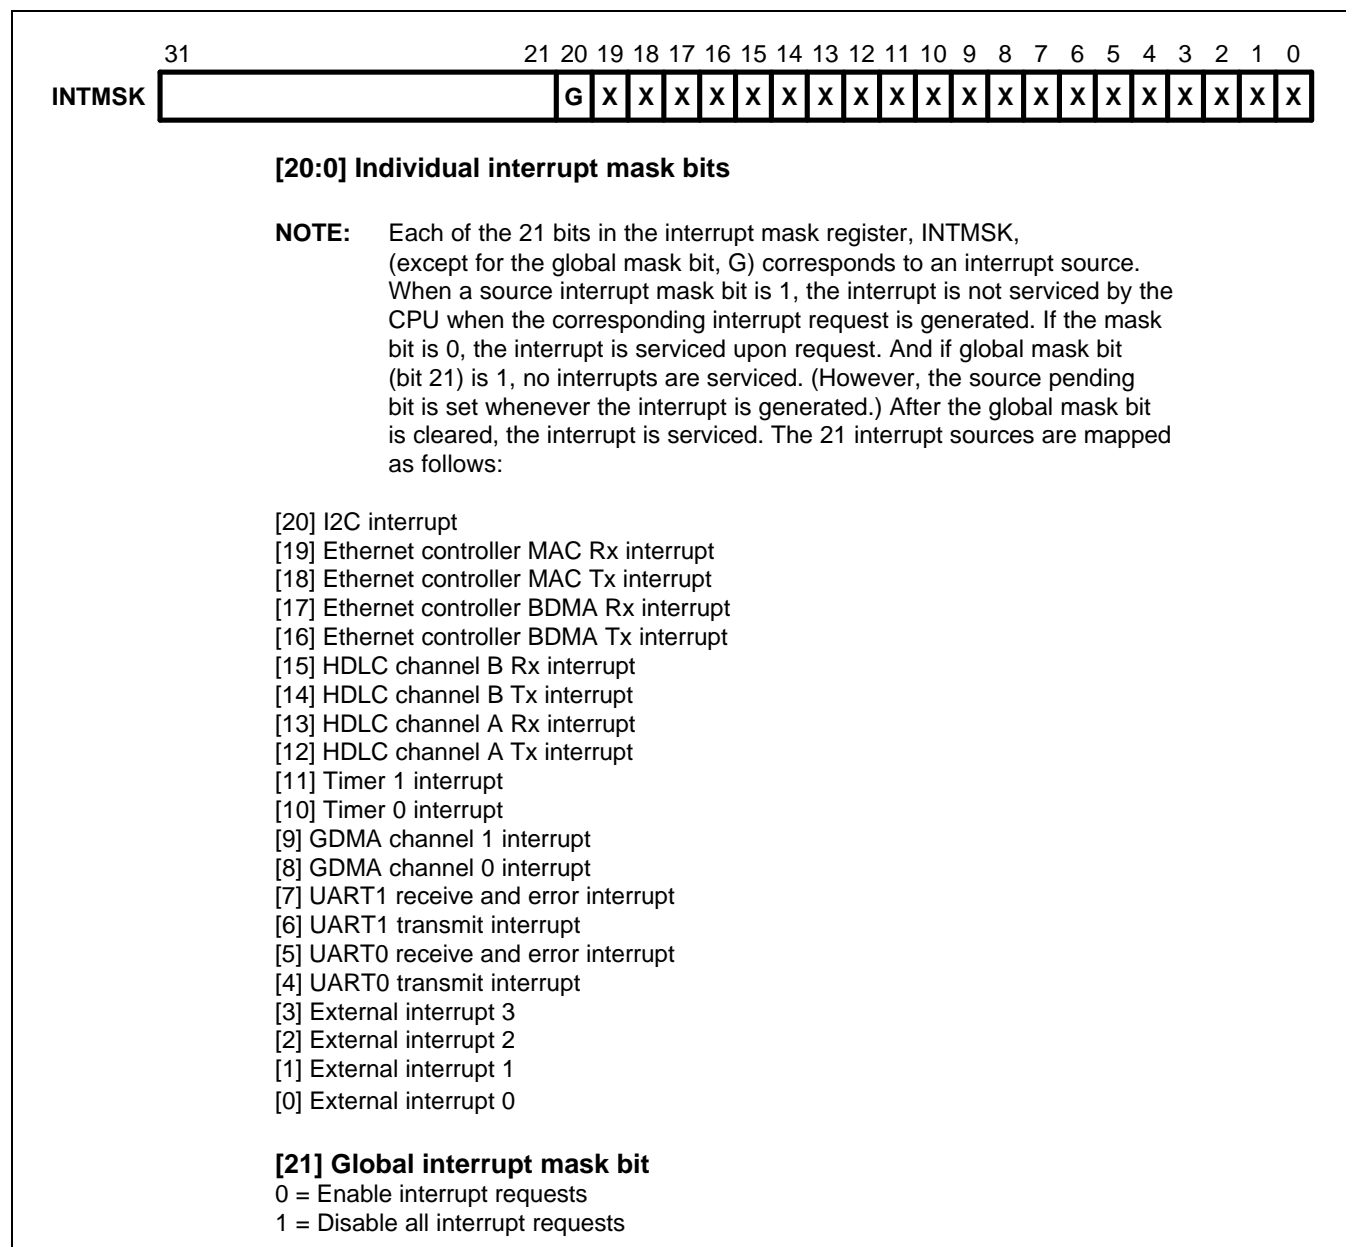 31 21 20 19 18 17 16 15 14 13 12 11 10 9 8 7 6 5 4 3 2 1 0
INTMSK G X X X X X X X X X X X X X X X X X X X X
[20:0] Individual interrupt mask bits
NOTE: Each of the 21 bits in the interrupt mask register, INTMSK,
(except for the global mask bit, G) corresponds to an interrupt source.
When a source interrupt mask bit is 1, the interrupt is not serviced by the
CPU when the corresponding interrupt request is generated. If the mask
bit is 0, the interrupt is serviced upon request. And if global mask bit
(bit 21) is 1, no interrupts are serviced. (However, the source pending
bit is set whenever the interrupt is generated.) After the global mask bit
is cleared, the interrupt is serviced. The 21 interrupt sources are mapped
as follows:
[20] I2C interrupt
[19] Ethernet controller MAC Rx interrupt
[18] Ethernet controller MAC Tx interrupt
[17] Ethernet controller BDMA Rx interrupt
[16] Ethernet controller BDMA Tx interrupt
[15] HDLC channel B Rx interrupt
[14] HDLC channel B Tx interrupt
[13] HDLC channel A Rx interrupt
[12] HDLC channel A Tx interrupt
[11] Timer 1 interrupt
[10] Timer 0 interrupt
[9] GDMA channel 1 interrupt
[8] GDMA channel 0 interrupt
[7] UART1 receive and error interrupt
[6] UART1 transmit interrupt
[5] UART0 receive and error interrupt
[4] UART0 transmit interrupt
[3] External interrupt 3
[2] External interrupt 2
[1] External interrupt 1
[0] External interrupt 0
[21] Global interrupt mask bit
0 = Enable interrupt requests
1 = Disable all interrupt requests